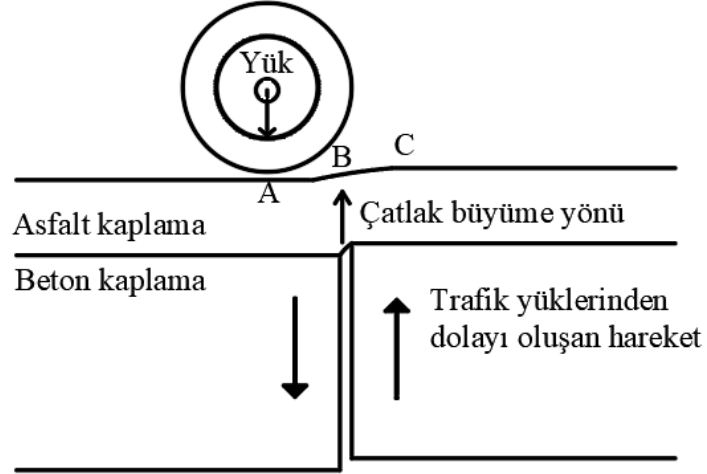 Yük
B
C
A
Asfalt kaplama
Çatlak büyüme yönü
Beton kaplama
Trafik yüklerinden
dolayı oluşan hareket